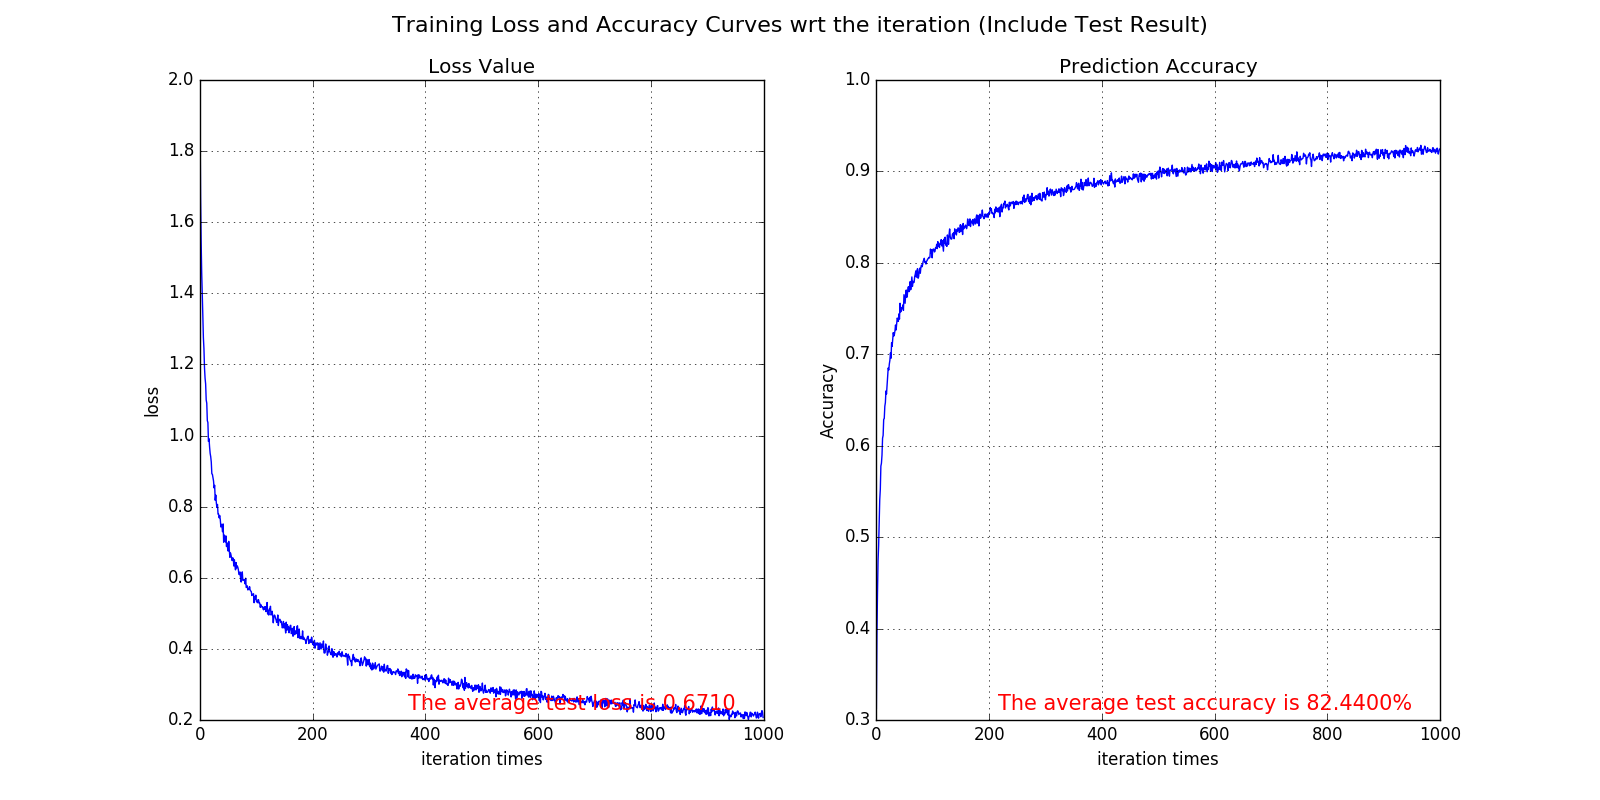 Training Loss and Accuracy Curves wrt the iteration (Include Test Result)
Loss Value
2.0
1.8
1.6
1.4
1.2
1.0
0.8
0.6
0.4
0.2
loss
The average test loss is 0.6710
0 200 400 600 800 1000
iteration times
Prediction Accuracy
1.0
0.9
0.8
0.7
0.6
0.5
0.4
0.3
Accuracy
The average test accuracy is 82.4400%
0 200 400 600 800 1000
iteration times